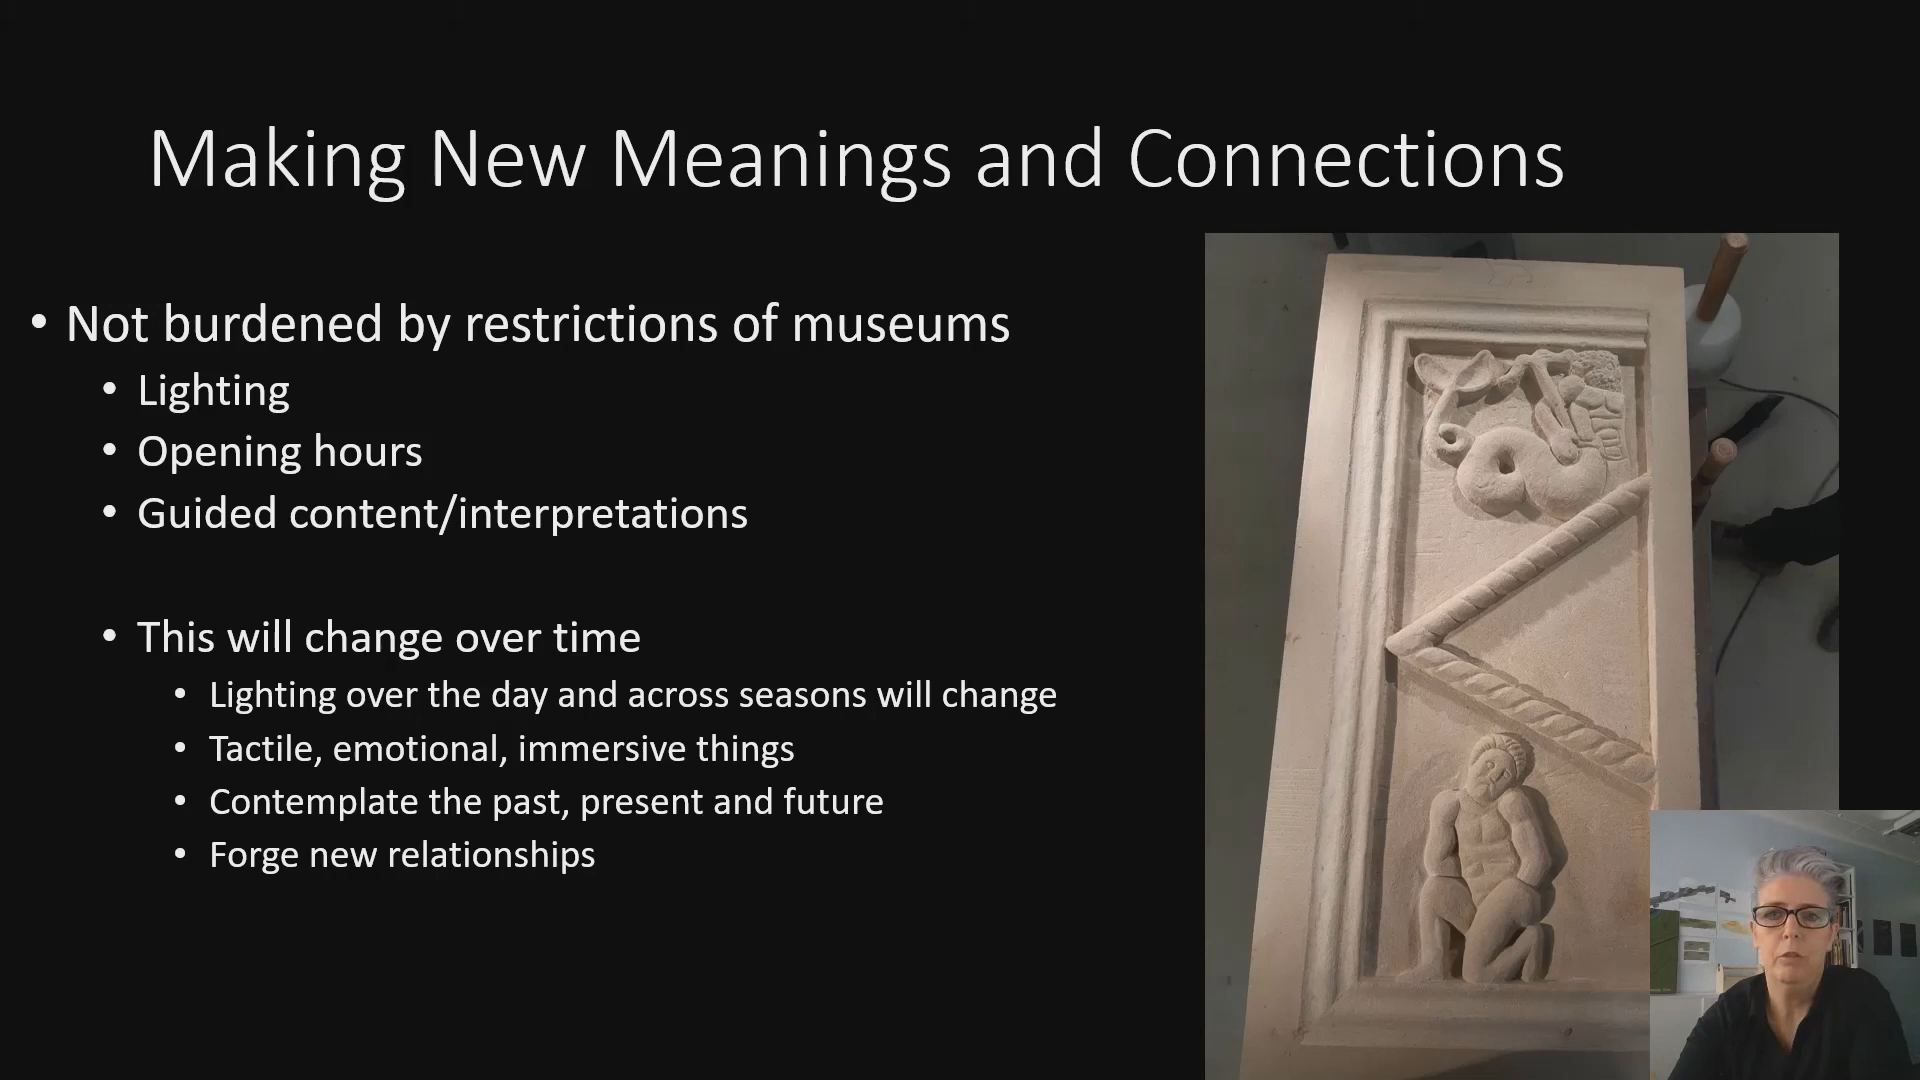 Making New Meanings and Connections
• Not burdened by restrictions of museums
• Lighting
• Opening hours
• Guided content/interpretations
• This will change over time
• Lighting over the day and across seasons will change
• Tactile, emotional, immersive things
• Contemplate the past, present and future
• Forge new relationships